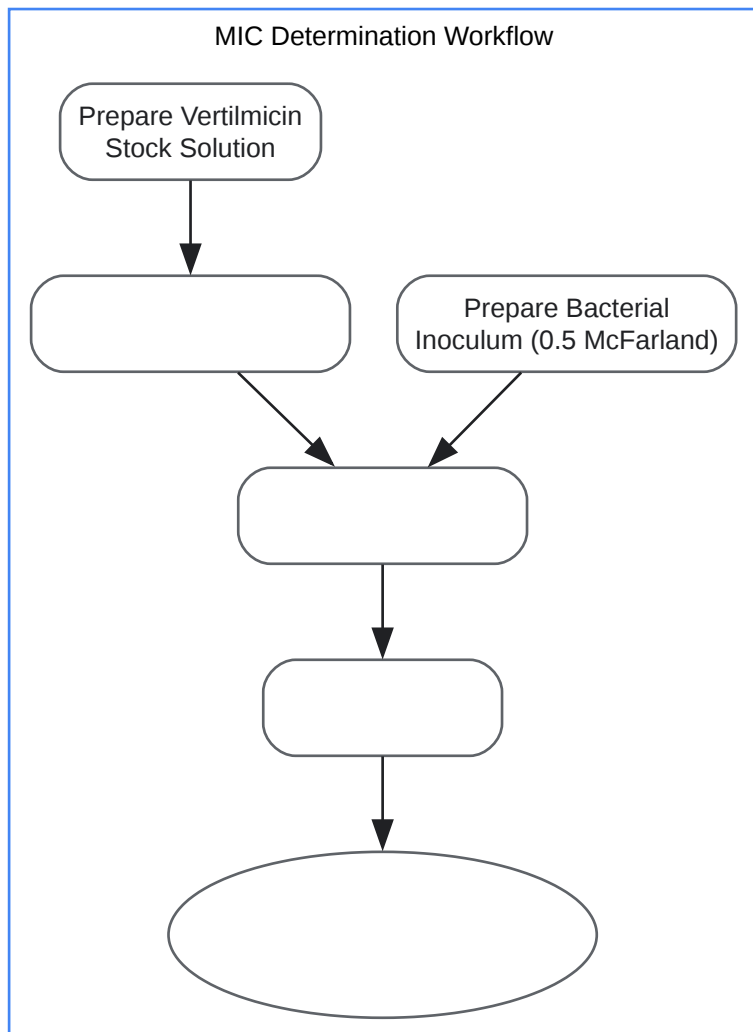 MIC Determination Workflow
Prepare Vertilmicin
Stock Solution
Prepare Bacterial
Inoculum (0.5 McFarland)